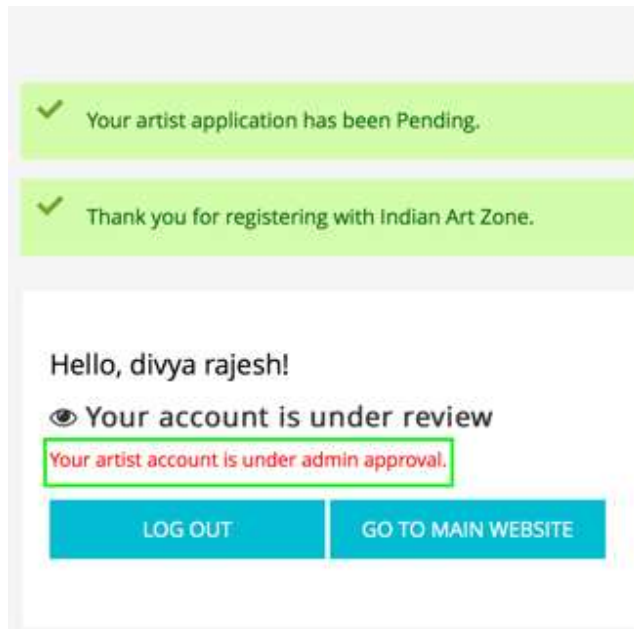 Your artist application has been Pending.
Thank you for registering with Indian Art Zone.
Hello, divya rajesh!
Your account is under review
Your artist account is under admin approval.
LOG OUT
GO TO MAIN WEBSITE